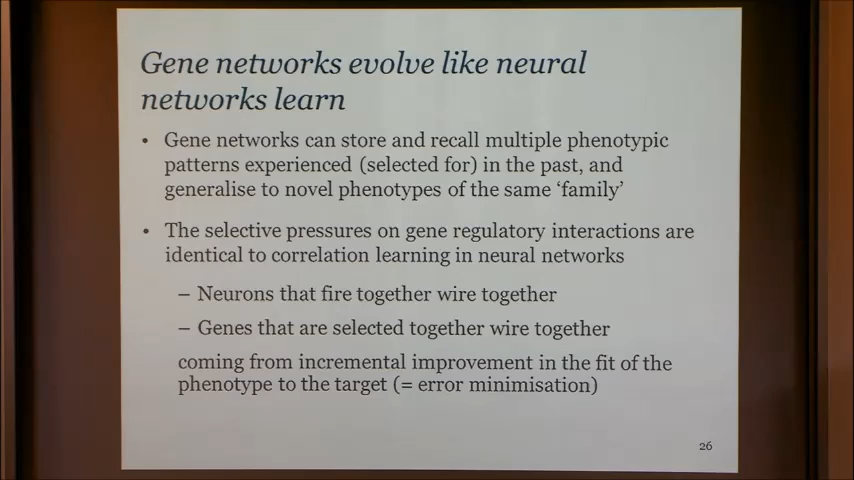 Gene networks evolve like neural
networks learn
• Gene networks can store and recall multiple phenotypic
patterns experienced (selected for) in the past, and
generalise to novel phenotypes of the same ‘family’
• The selective pressures on gene regulatory interactions are
identical to correlation learning in neural networks
– Neurons that fire together wire together
– Genes that are selected together wire together
coming from incremental improvement in the fit of the
phenotype to the target (= error minimisation)
26